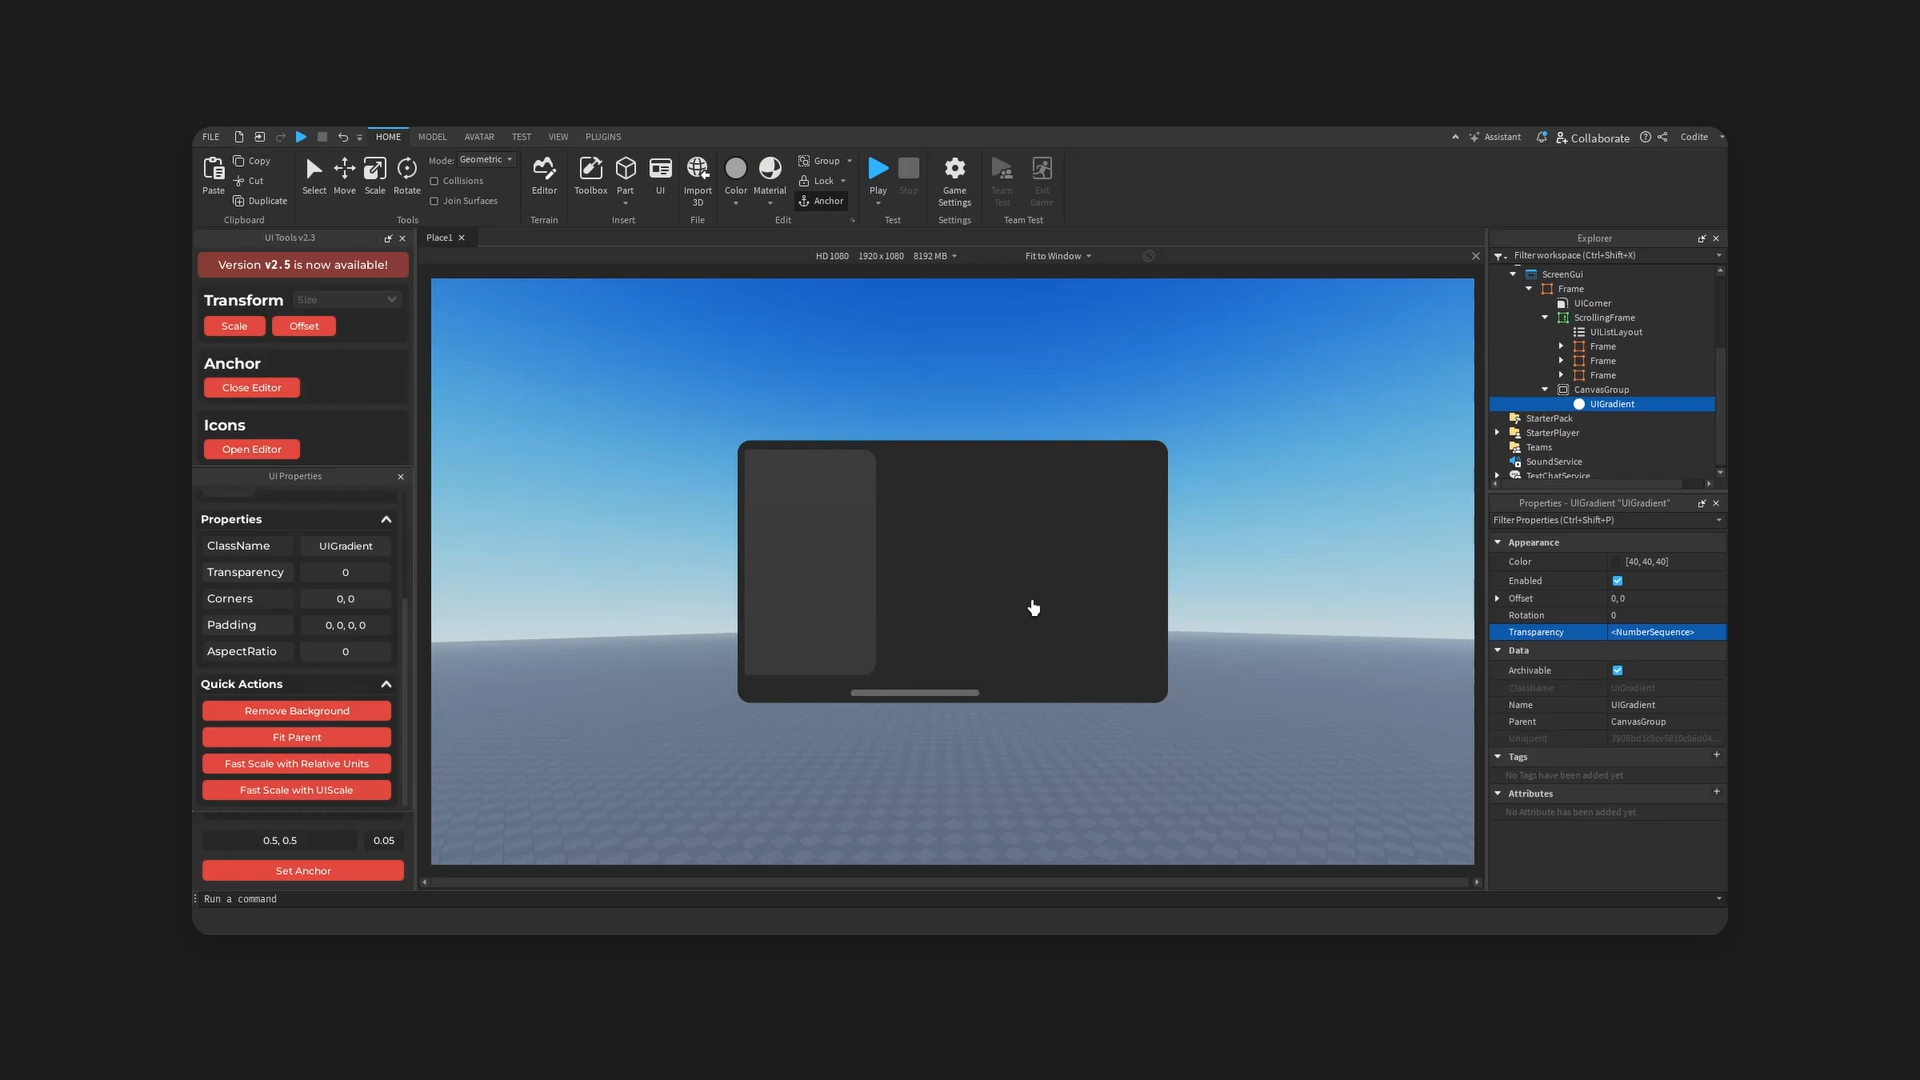 FILE HOME MODEL AVATAR TEST VIEW PLUGINS Assistant Collaborate Codite
Paste Copy Cut Duplicate Clipboard
Select Move Scale Rotate Mode: Geometric Collisions Join Surfaces Tools
Editor Terrain
Toolbox Part UI Insert
Import 3D File
Color Material Group Lock Anchor Edit
Play Stop Test
Game Settings Settings
Team Test Exit Game Team Test
UI Tools v2.3
Version v2.5 is now available!
Transform Size
Scale Offset
Anchor
Close Editor
Icons
Open Editor
UI Properties
Properties
ClassName UIGradient
Transparency 0
Corners 0, 0
Padding 0, 0, 0, 0
AspectRatio 0
Quick Actions
Remove Background
Fit Parent
Fast Scale with Relative Units
Fast Scale with UIScale
0.5, 0.5 0.05
Set Anchor
Run a command
Place1
HD 1080 1920 x 1080 8192 MB Fit to Window
Explorer
Filter workspace (Ctrl+Shift+X)
ScreenGui
Frame
UICorner
ScrollingFrame
UIListLayout
Frame
Frame
Frame
CanvasGroup
UIGradient
StarterPack
StarterPlayer
Teams
SoundService
TextChatService
Properties - UIGradient "UIGradient"
Filter Properties (Ctrl+Shift+P)
Appearance
Color [40, 40, 40]
Enabled
Offset 0, 0
Rotation 0
Transparency <NumberSequence>
Data
Archivable
ClassName UIGradient
Name UIGradient
Parent CanvasGroup
UniqueId
Tags
No Tags have been added yet
Attributes
No Attribute has been added yet